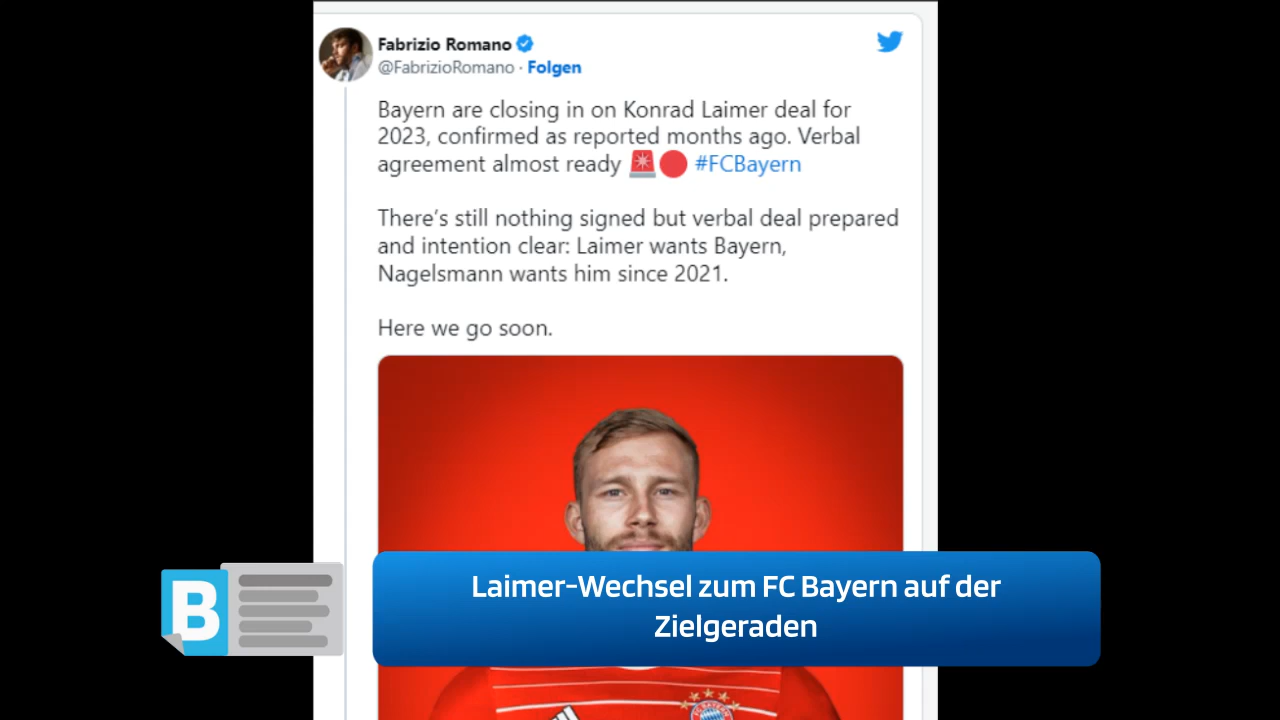 Fabrizio Romano
@FabrizioRomano · Folgen
Bayern are closing in on Konrad Laimer deal for
2023, confirmed as reported months ago. Verbal
agreement almost ready 🚨🔴 #FCBayern
There’s still nothing signed but verbal deal prepared
and intention clear: Laimer wants Bayern,
Nagelsmann wants him since 2021.
Here we go soon.
B
Laimer-Wechsel zum FC Bayern auf der
Zielgeraden
FC BAYERN